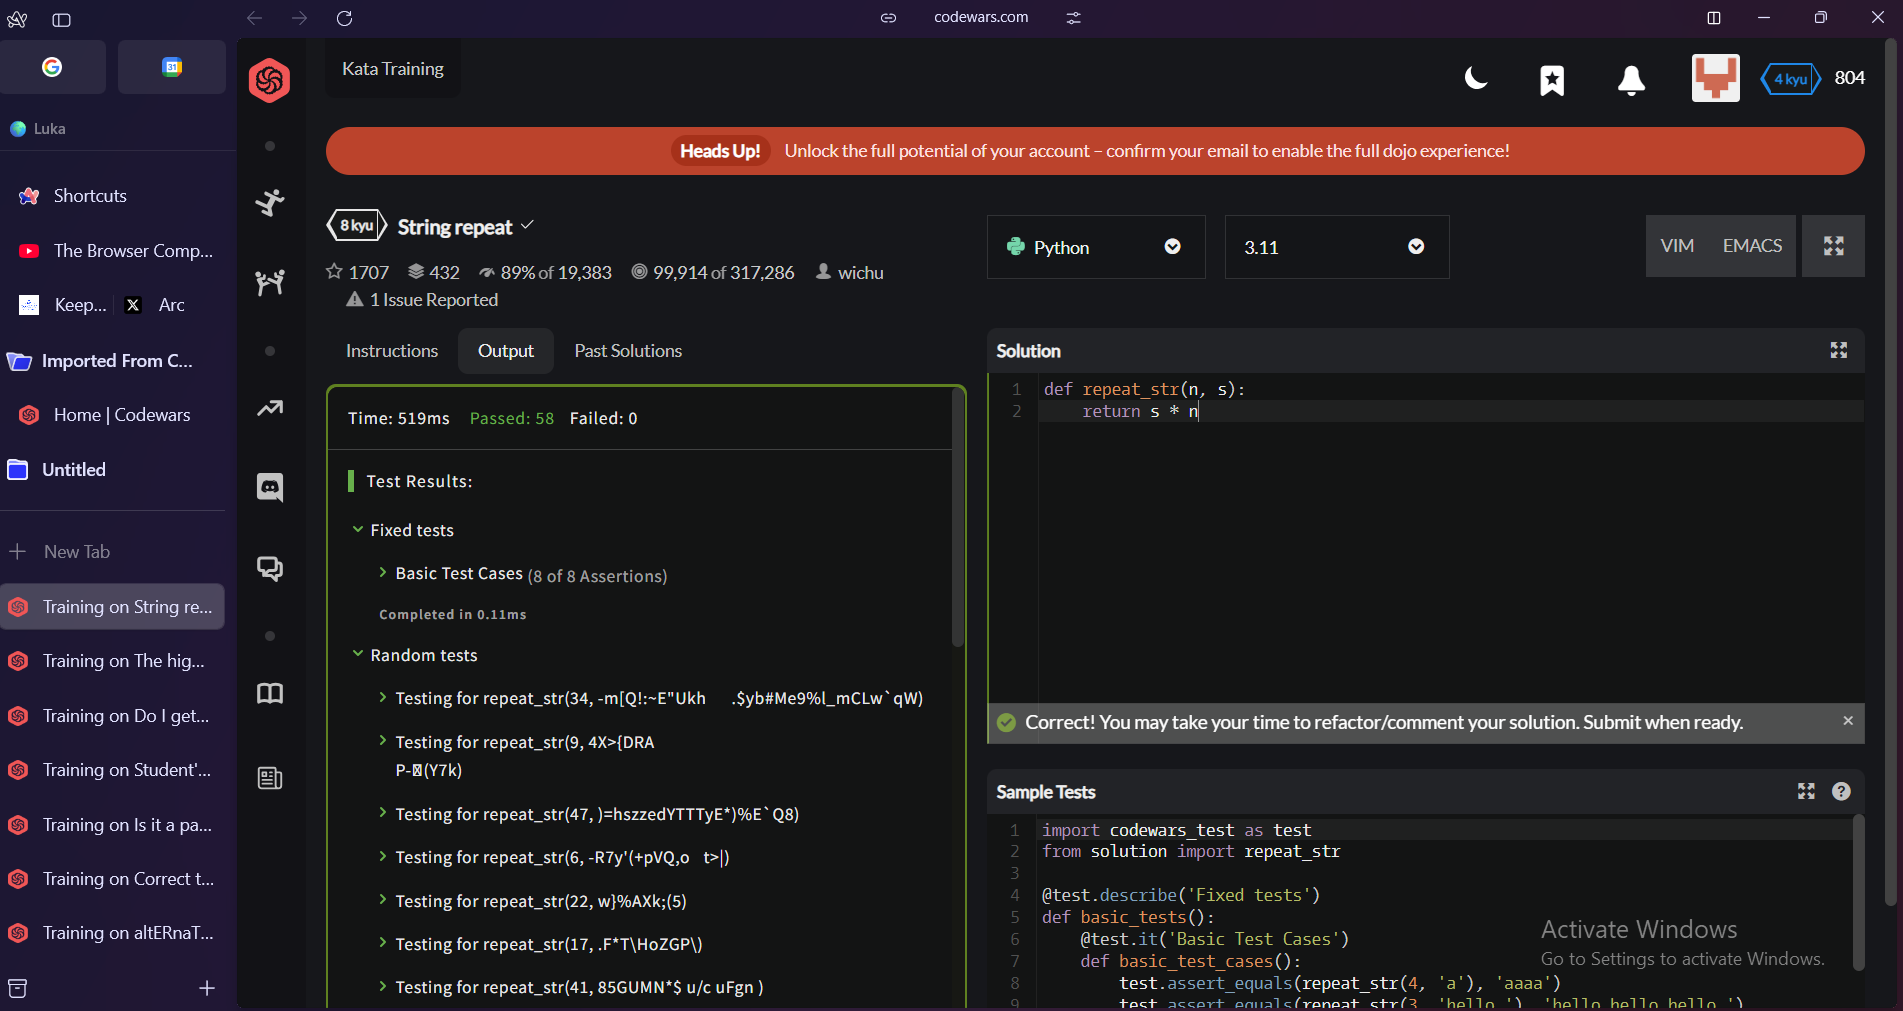 codewars.com
31
Luka
Shortcuts
The Browser Comp...
Keep... X Arc
Imported From C...
Home | Codewars
Untitled
New Tab
Training on String re...
Training on The hig...
Training on Do I get...
Training on Student'...
Training on Is it a pa...
Training on Correct t...
Training on altERnaT...
Kata Training
4 kyu 804
Heads Up! Unlock the full potential of your account – confirm your email to enable the full dojo experience!
8 kyu String repeat
1707 432 89% of 19,383 99,914 of 317,286 wichu
1 Issue Reported
Python 3.11 VIM EMACS
Instructions Output Past Solutions
Time: 519ms Passed: 58 Failed: 0
Test Results:
Fixed tests
Basic Test Cases (8 of 8 Assertions)
Completed in 0.11ms
Random tests
Testing for repeat_str(34, -m[Q!:~E"Ukh .$yb#Me9%l_mCLw`qW)
Testing for repeat_str(9, 4X>{DRA
P-(Y7k)
Testing for repeat_str(47, )=hszzedYTTTyE*)%E`Q8)
Testing for repeat_str(6, -R7y'(+pVQ,o t>|)
Testing for repeat_str(22, w}%AXk;(5)
Testing for repeat_str(17, .F*T\HoZGP\)
Testing for repeat_str(41, 85GUMN*$ u/c uFgn )
Solution
1 def repeat_str(n, s):
2 return s * n
Correct! You may take your time to refactor/comment your solution. Submit when ready.
Sample Tests
1 import codewars_test as test
2 from solution import repeat_str
3
4 @test.describe('Fixed tests')
5 def basic_tests():
6 @test.it('Basic Test Cases')
7 def basic_test_cases():
8 test.assert_equals(repeat_str(4, 'a'), 'aaaa')
9 test.assert_equals(repeat_str(3, 'hello '), 'hello hello hello ')
Activate Windows
Go to Settings to activate Windows.